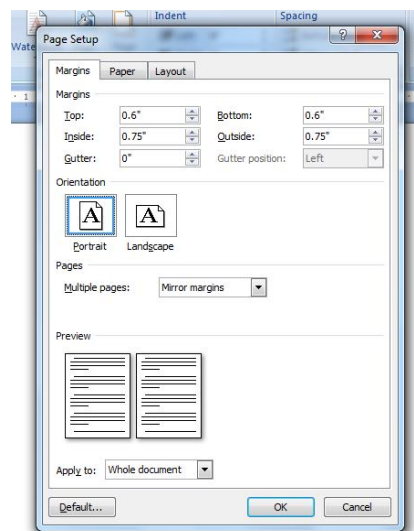 Indent Spacing
Wate
Page Setup
Margins Paper Layout
Margins
Top: 0.6" Bottom: 0.6"
Inside: 0.75" Outside: 0.75"
Gutter: 0" Gutter position: Left
Orientation
A A
Portrait Landscape
Pages
Multiple pages: Mirror margins
Preview
Apply to: Whole document
Default... OK Cancel